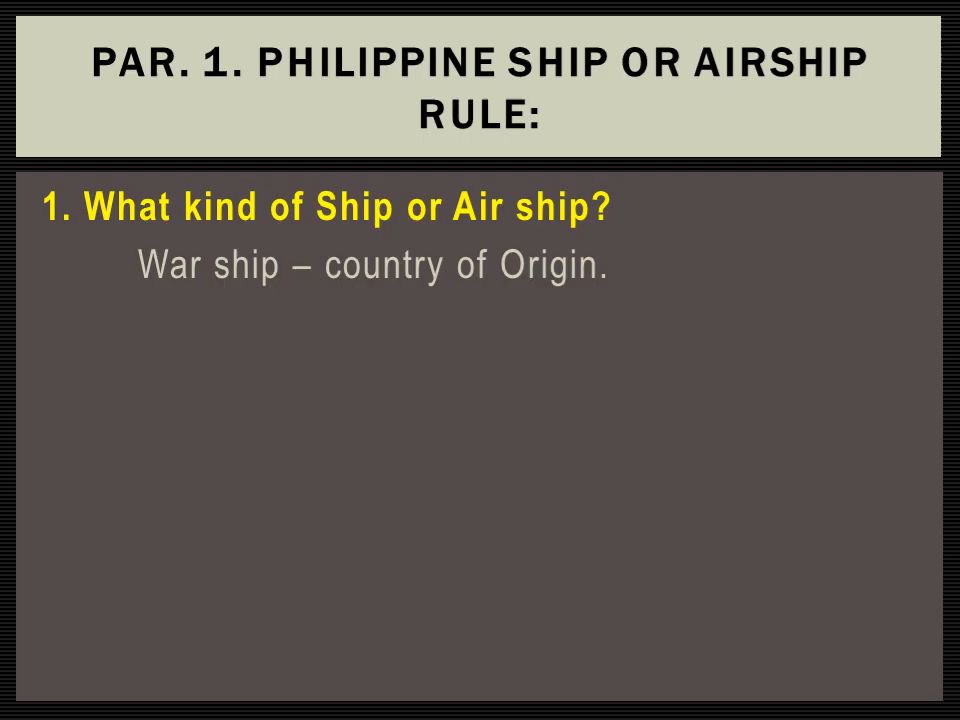 PAR. 1. PHILIPPINE SHIP OR AIRSHIP
RULE:
1. What kind of Ship or Air ship?
War ship – country of Origin.